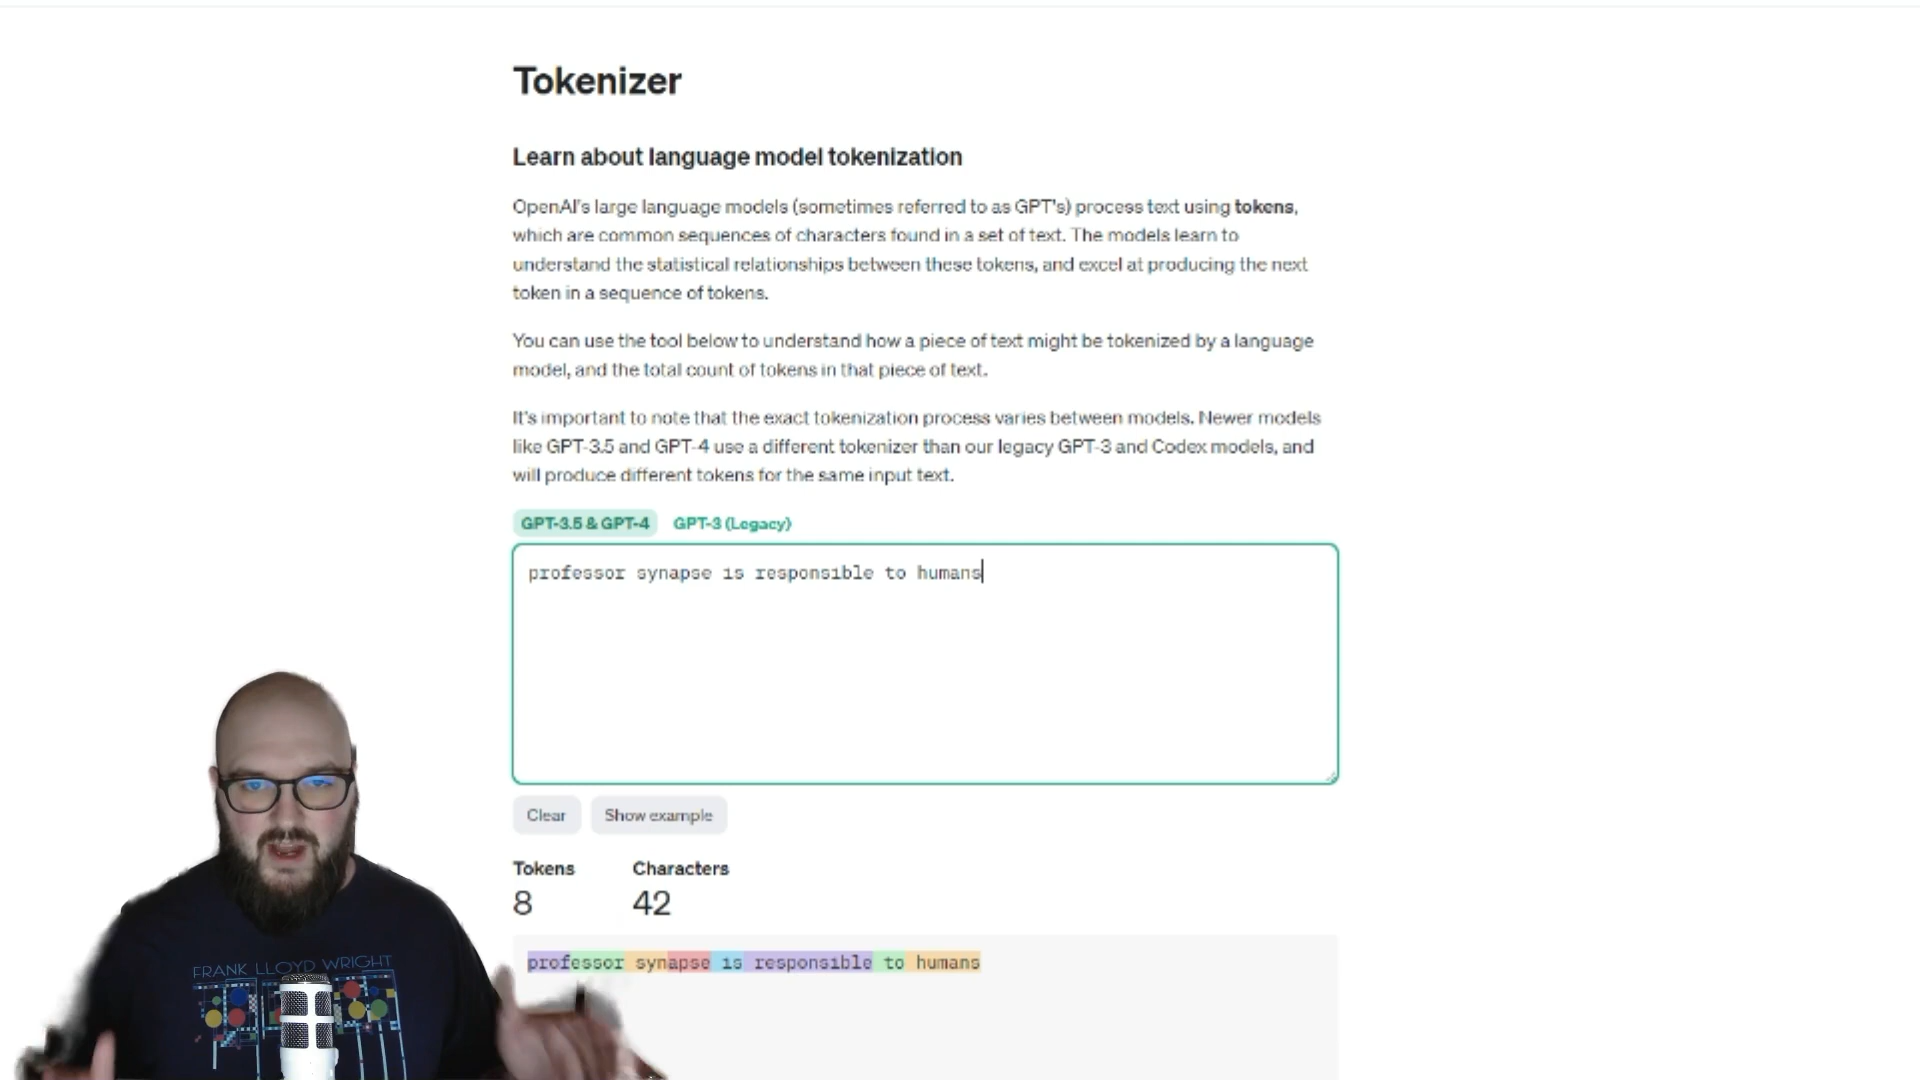 Tokenizer
Learn about language model tokenization
OpenAI's large language models (sometimes referred to as GPT's) process text using tokens,
which are common sequences of characters found in a set of text. The models learn to
understand the statistical relationships between these tokens, and excel at producing the next
token in a sequence of tokens.
You can use the tool below to understand how a piece of text might be tokenized by a language
model, and the total count of tokens in that piece of text.
It's important to note that the exact tokenization process varies between models. Newer models
like GPT-3.5 and GPT-4 use a different tokenizer than our legacy GPT-3 and Codex models, and
will produce different tokens for the same input text.
GPT-3.5 & GPT-4 GPT-3 (Legacy)
professor synapse is responsible to humans
Clear Show example
Tokens Characters
8 42
professor synapse is responsible to humans
FRANK LLOYD WRIGHT